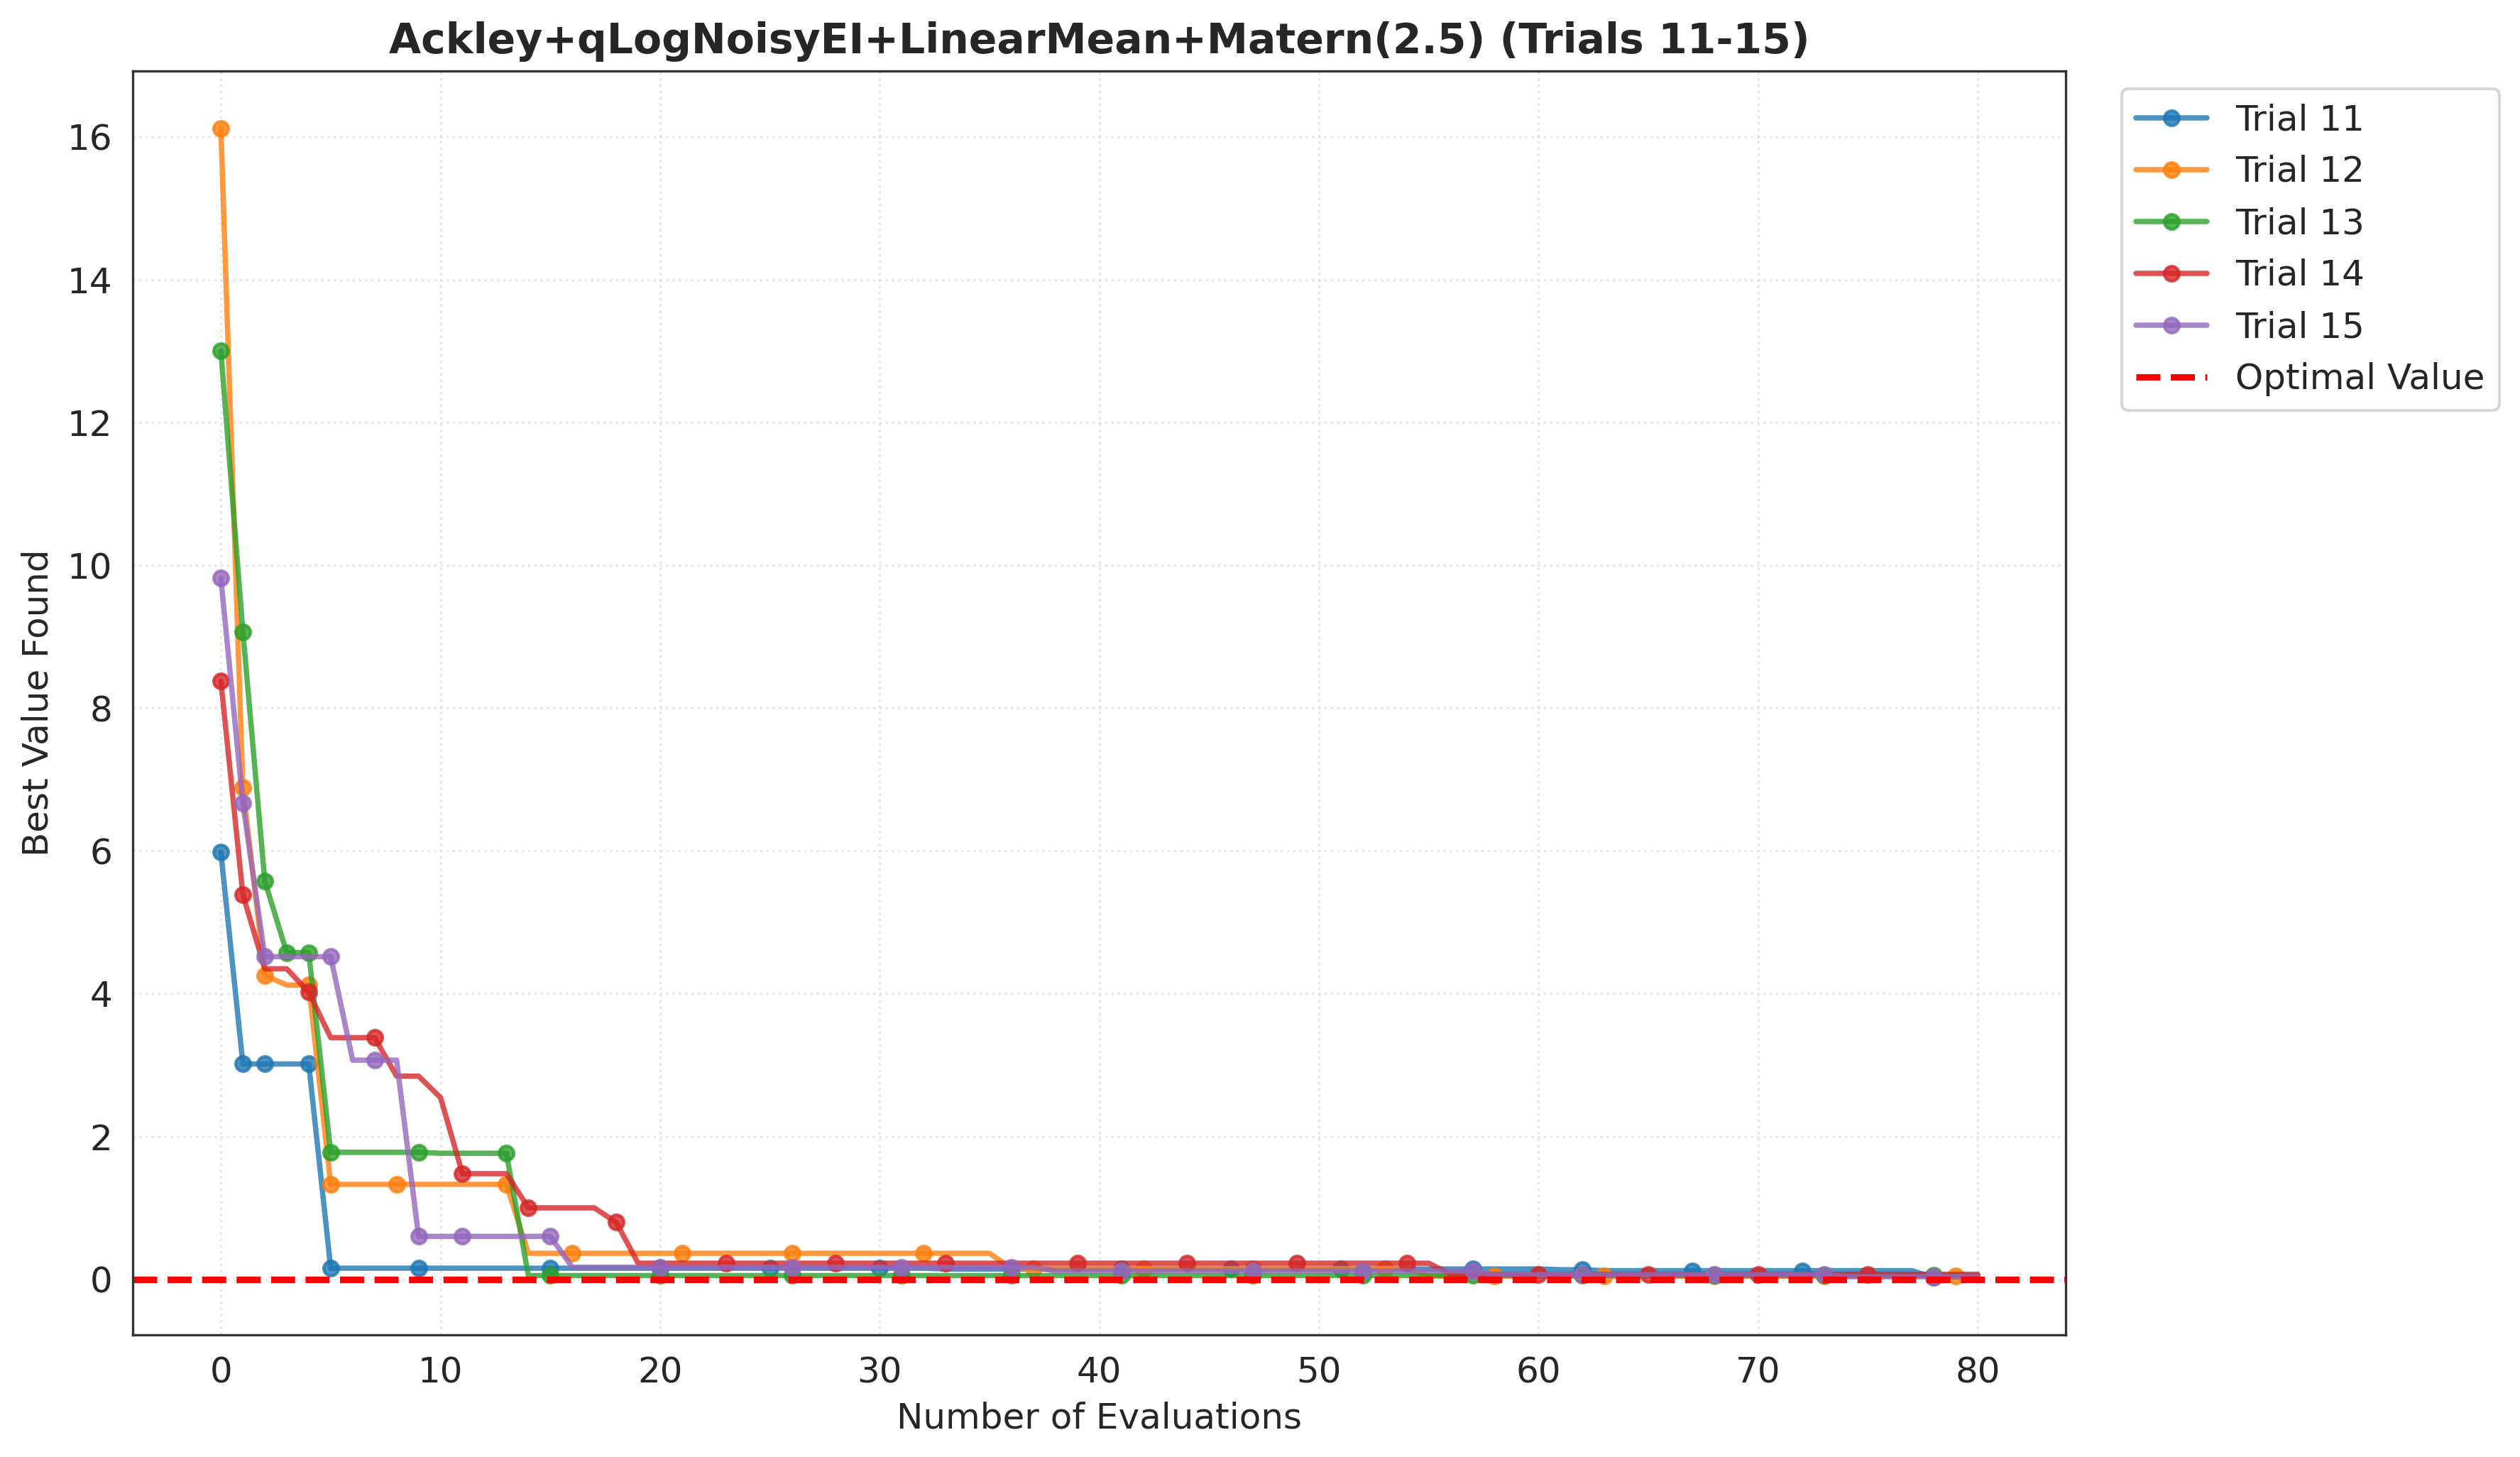 Ackley+qLogNoisyEI+LinearMean+Matern(2.5) (Trials 11-15)
Best Value Found
16
14
12
10
8
6
4
2
0
0 10 20 30 40 50 60 70 80
Number of Evaluations
Trial 11
Trial 12
Trial 13
Trial 14
Trial 15
Optimal Value